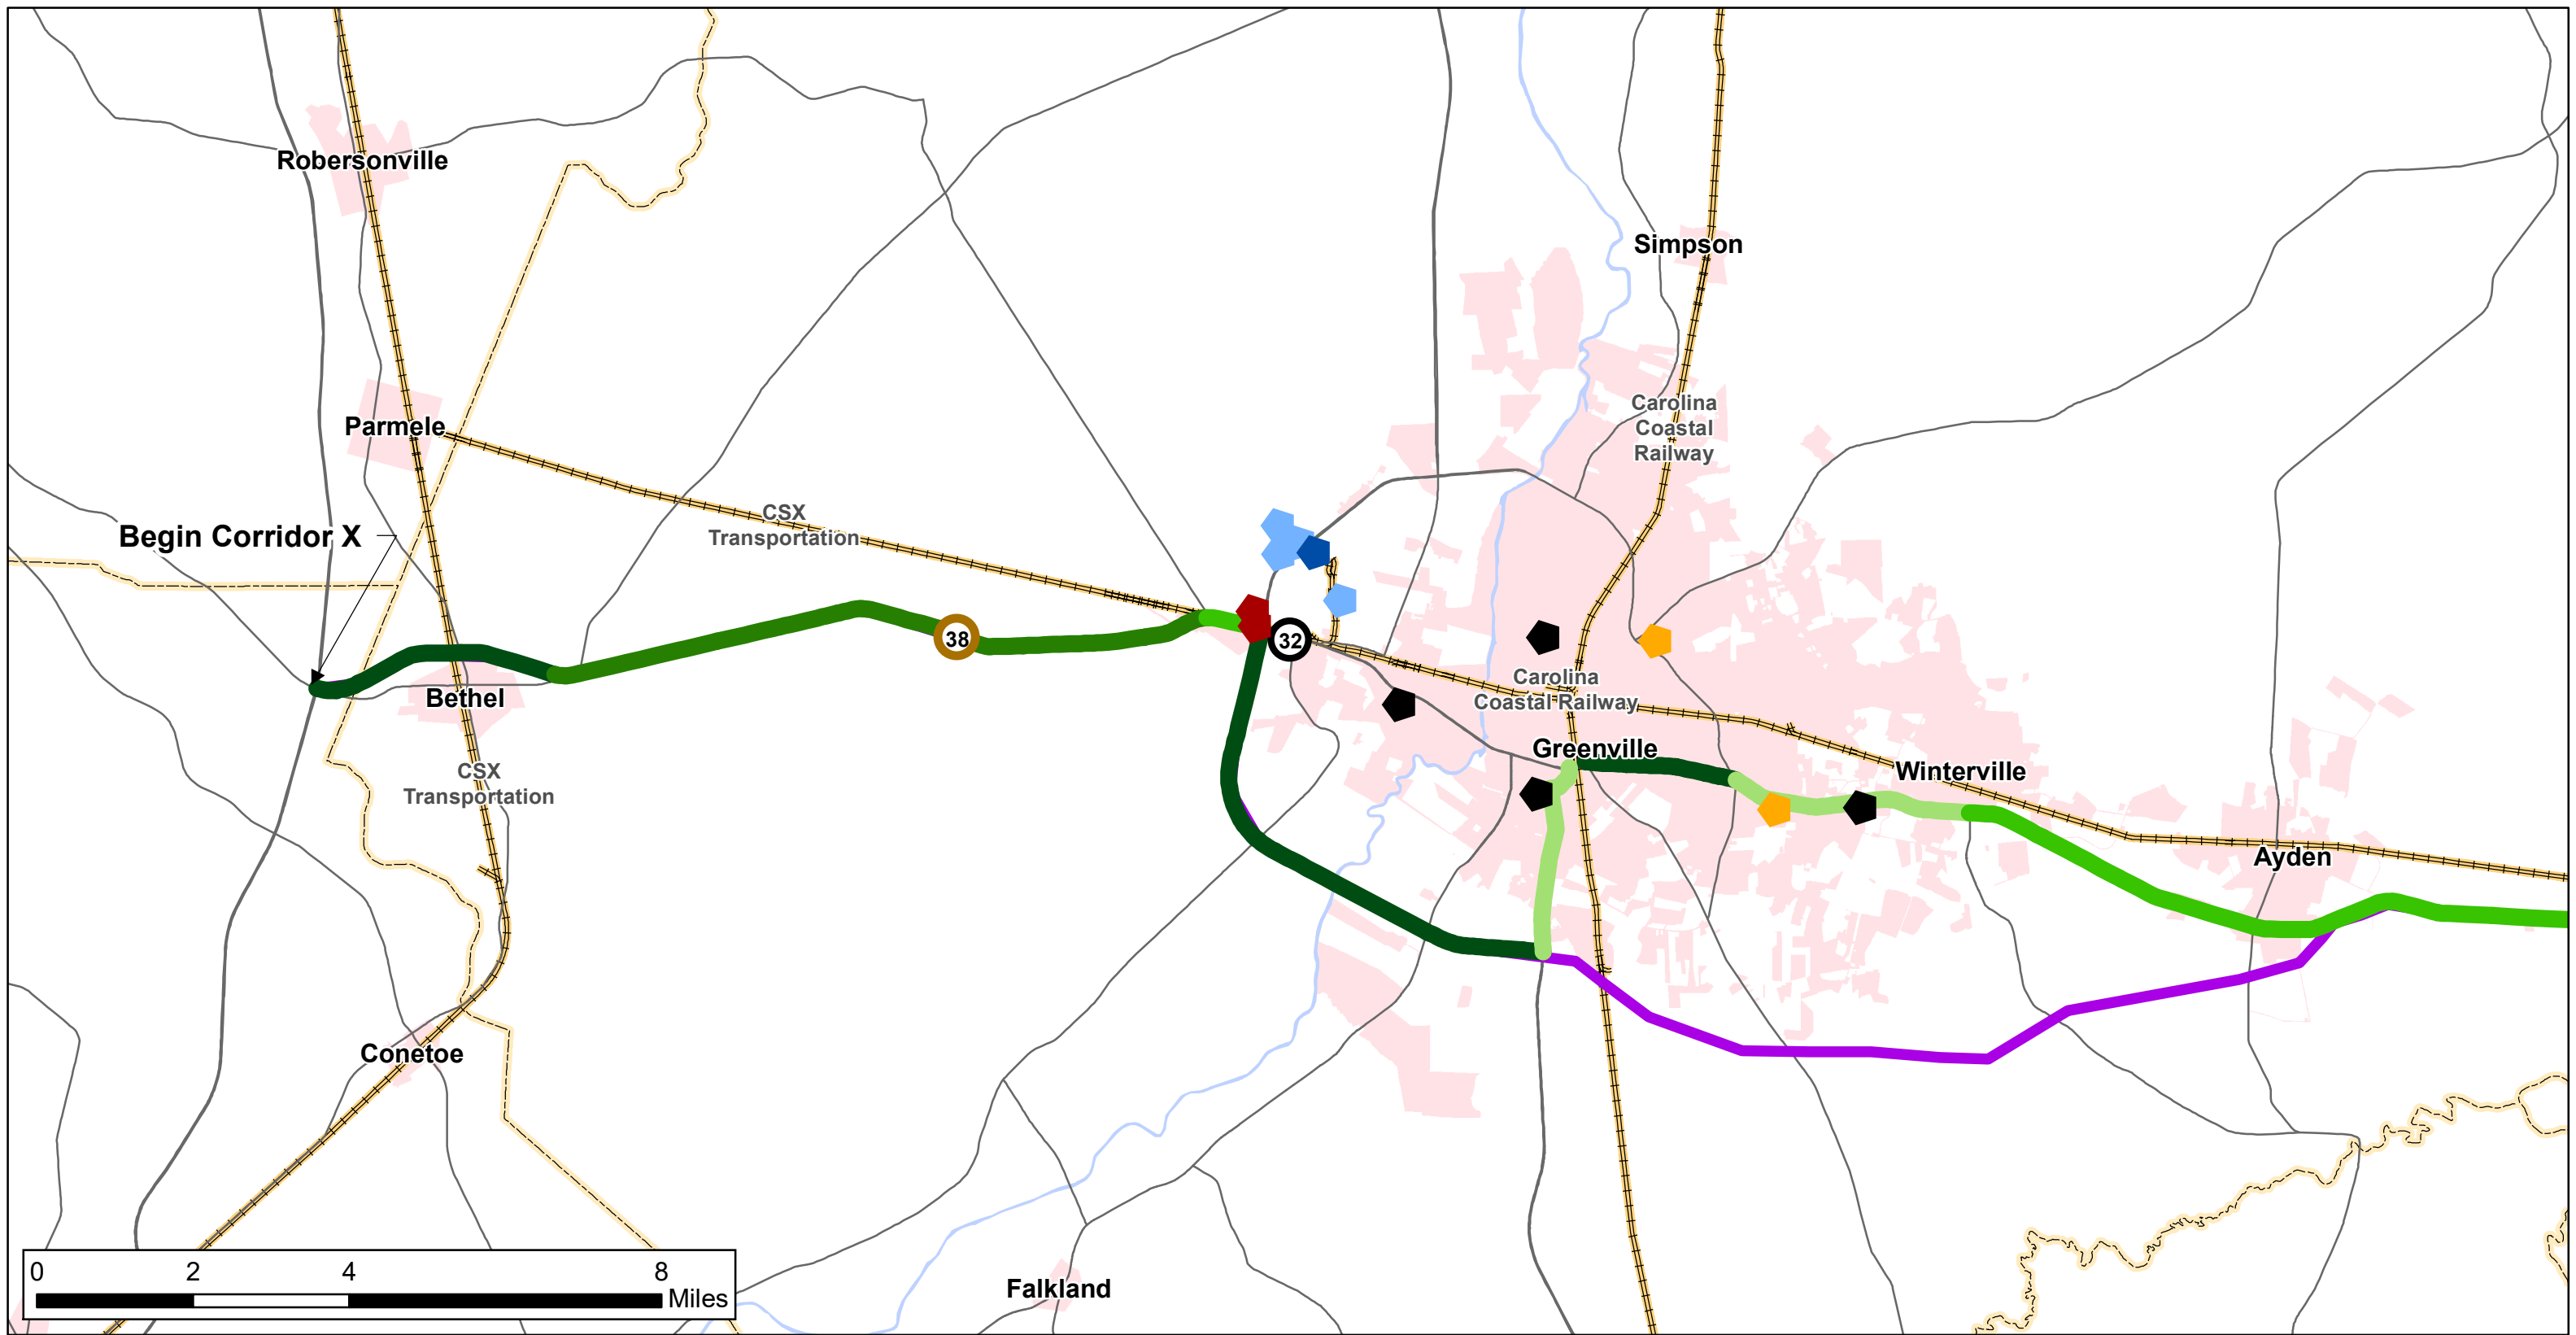 Robersonville
Simpson
Parmele
Carolina
Coastal
Railway
CSX
Transportation
Begin Corridor X
38
32
Carolina
Coastal Railway
Bethel
Greenville
CSX
Transportation
Winterville
Ayden
Conetoe
Falkland
0 2 4 8
Miles